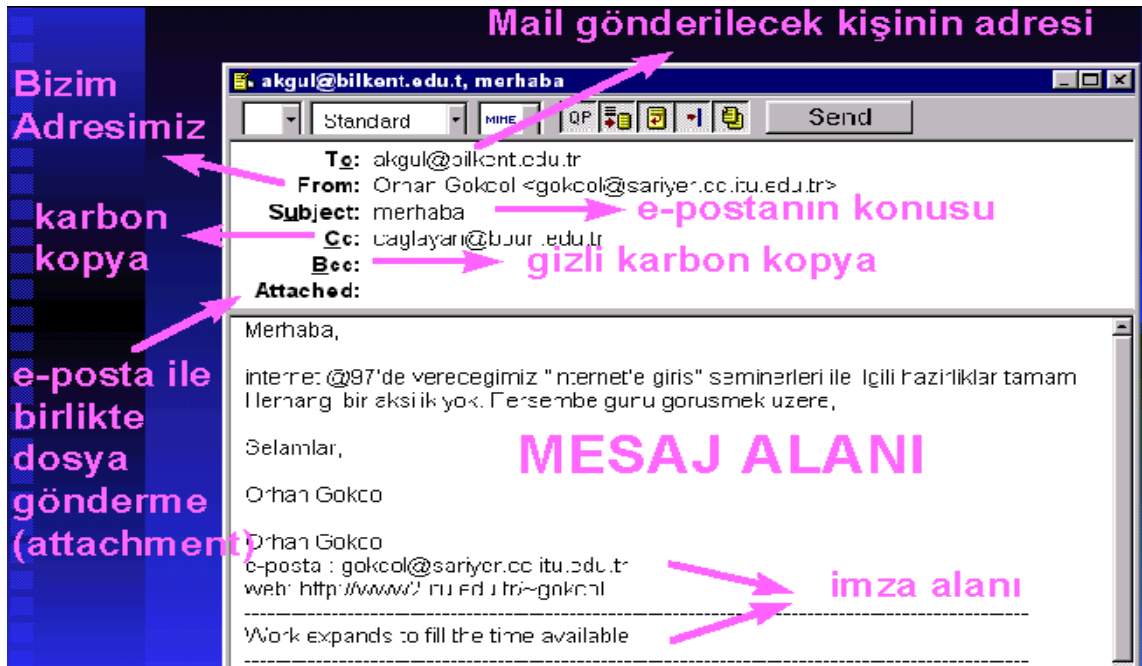 Mail gönderilecek kişinin adresi
Bizim
Adresimiz
karbon
kopya
e-posta ile
birlikte
dosya
gönderme
(attachment)
akgul@bilkent.edu.t, merhaba
Standard MIME QP Send
To: akgul@bilkent.edu.tr
From: Orhan Gokcol <gokcol@sariyer.cc.itu.edu.tr>
Subject: merhaba
e-postanın konusu
Cc: caglayan@boun.edu.tr
Bcc:
gizli karbon kopya
Attached:
Merhaba,
internet @97'de verecegimiz "internet'e giris" seminerleri ile ilgili hazirliklar tamam
Herhangi bir aksilik yok. Persembe gunu gorusmek uzere,
Selamlar,
MESAJ ALANI
Orhan Gokco
Orhan Gokco
e-posta : gokcol@sariyer.cc.itu.edu.tr
web:
imza alanı
Work expands to fill the time available